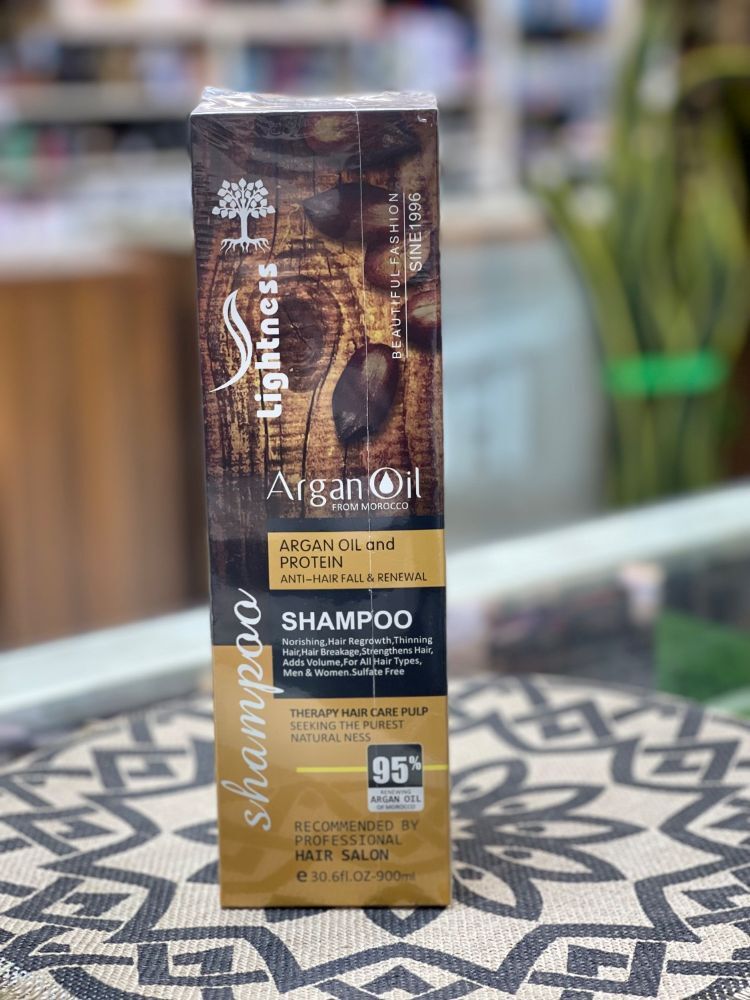 Lightness
BEAUTIFUL FASHION
SINE1996
Argan Oil
FROM MOROCCO
ARGAN OIL and
PROTEIN
ANTI-HAIR FALL & RENEWAL
shampoo
SHAMPOO
Norishing,Hair Regrowth,Thinning
Hair,Hair Breakage,Strengthens Hair,
Adds Volume,For All Hair Types,
Men & Women.Sulfate Free
THERAPY HAIR CARE PULP
SEEKING THE PUREST
NATURAL NESS
95%
RENEWING
ARGAN OIL
OF MOROCCO
RECOMMENDED BY
PROFESSIONAL
HAIR SALON
e 30.6fl.OZ-900ml